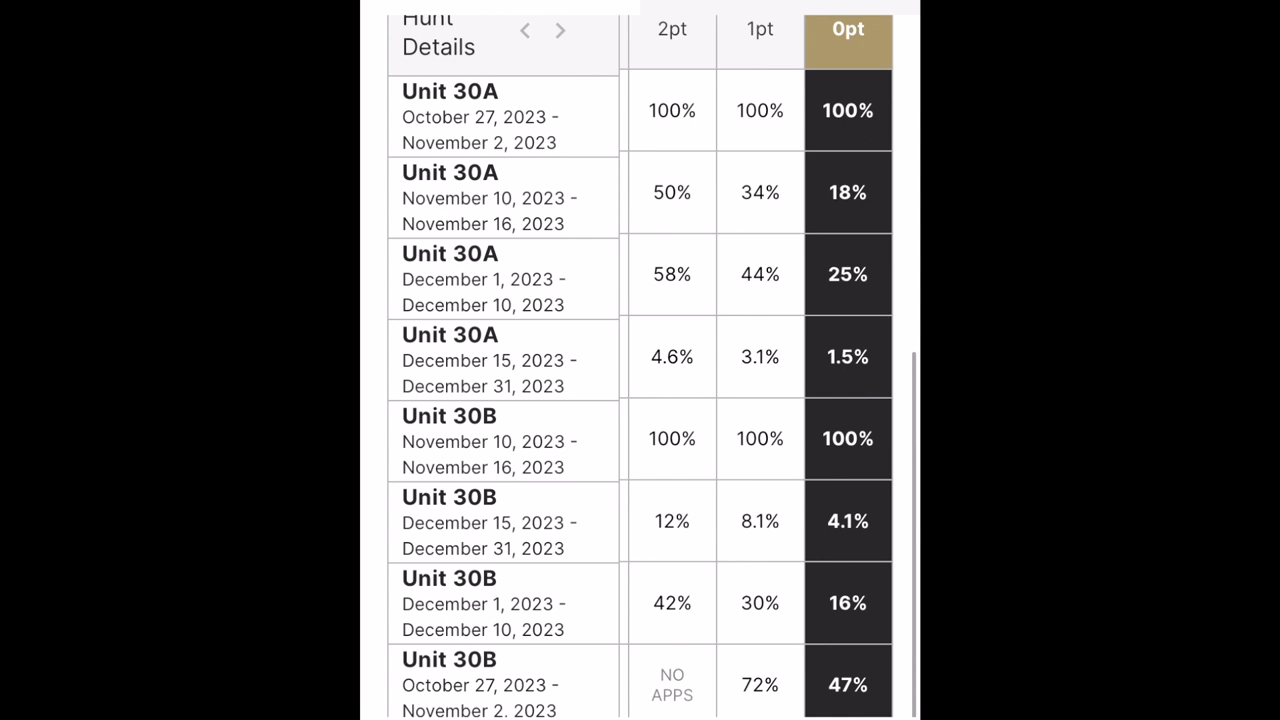 Hunt
Details
< >
2pt 1pt 0pt
Unit 30A
October 27, 2023 -
November 2, 2023
100% 100% 100%
Unit 30A
November 10, 2023 -
November 16, 2023
50% 34% 18%
Unit 30A
December 1, 2023 -
December 10, 2023
58% 44% 25%
Unit 30A
December 15, 2023 -
December 31, 2023
4.6% 3.1% 1.5%
Unit 30B
November 10, 2023 -
November 16, 2023
100% 100% 100%
Unit 30B
December 15, 2023 -
December 31, 2023
12% 8.1% 4.1%
Unit 30B
December 1, 2023 -
December 10, 2023
42% 30% 16%
Unit 30B
October 27, 2023 -
November 2, 2023
NO
APPS
72% 47%